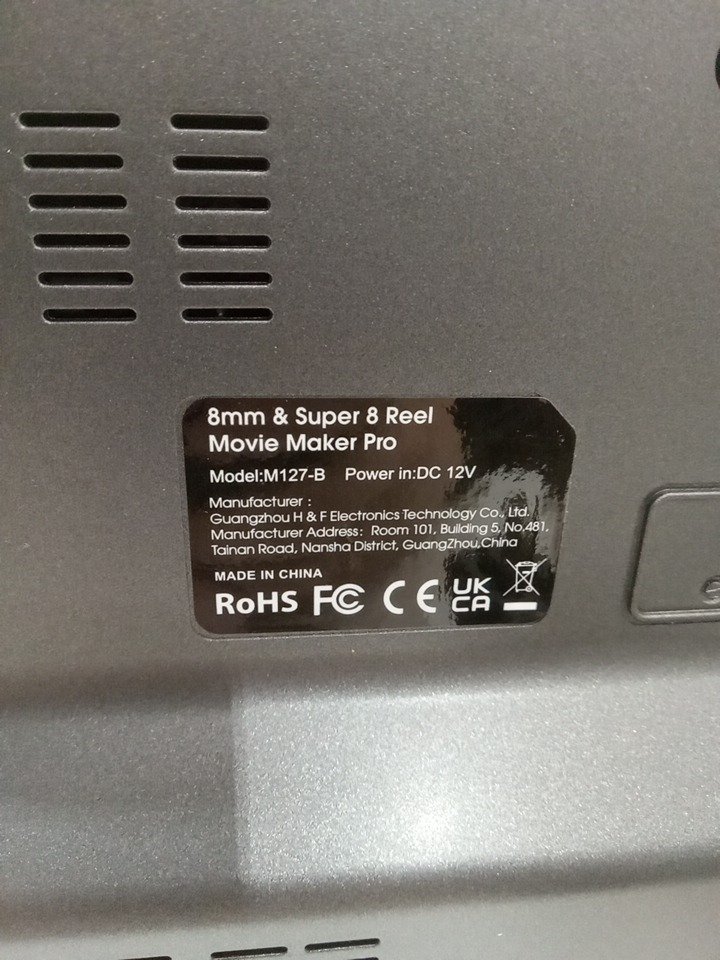 8mm & Super 8 Reel
Movie Maker Pro
Model:M127-B Power in:DC 12V
Manufacturer :
Guangzhou H & F Electronics Technology Co., Ltd.
Manufacturer Address: Room 101, Building 5, No.481,
Tainan Road, Nansha District, GuangZhou,China
MADE IN CHINA
RoHS FC CE UK
CA